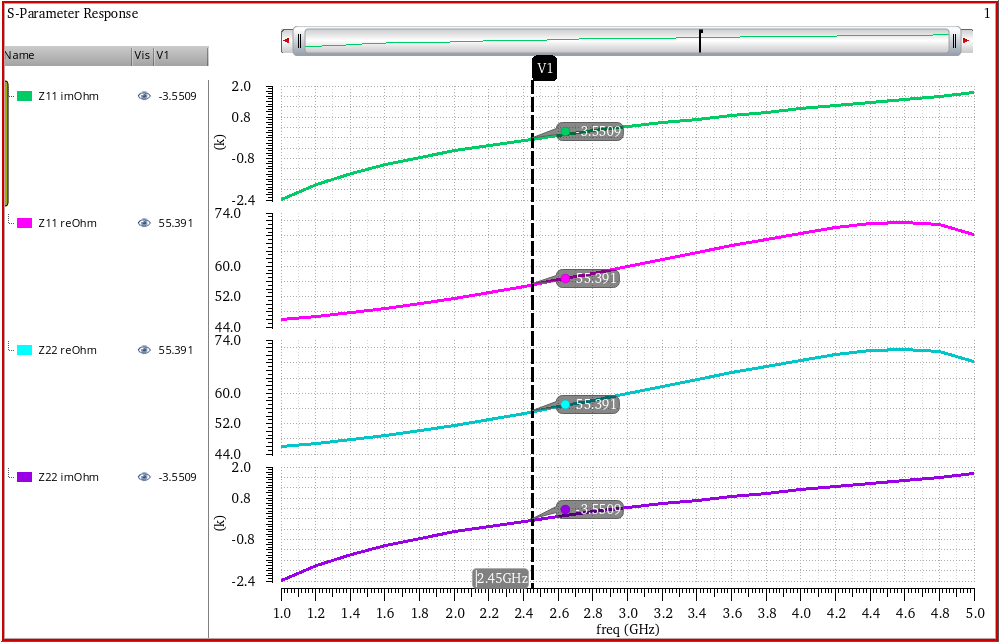 S-Parameter Response 1
Name Vis V1
V1
Z11 imOhm -3.5509
2.0
0.8
-0.8
-2.4
(k)
-3.5509
Z11 reOhm 55.391
74.0
60.0
52.0
44.0
55.391
Z22 reOhm 55.391
74.0
60.0
52.0
44.0
55.391
Z22 imOhm -3.5509
2.0
0.8
-0.8
-2.4
(k)
-3.5509
2.45GHz
1.0 1.2 1.4 1.6 1.8 2.0 2.2 2.4 2.6 2.8 3.0 3.2 3.4 3.6 3.8 4.0 4.2 4.4 4.6 4.8 5.0
freq (GHz)